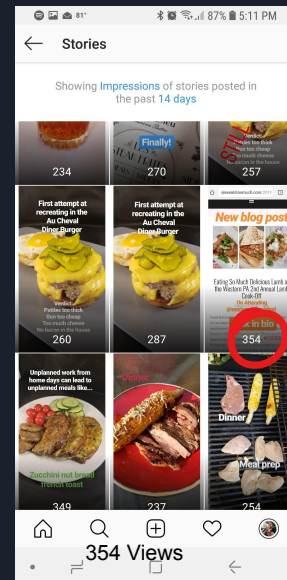 81°
87% 5:11 PM
Stories
Showing Impressions of stories posted in
the past 14 days
234
Finally!
270
STILL
Verdict...
Patties too thick
Bun too cheap
Too much cheese
No bacon in the house
257
First attempt at
recreating in the
Au Cheval
Diner Burger
Verdict...
Patties too thick
Bun too cheap
Too much cheese
No bacon in the house
260
First attempt at
recreating in the
Au Cheval
Diner Burger
287
New blog post
Eating So Much Delicious Lamb at
the Western PA 2nd Annual Lamb
Cook-Off
On Attending
link in bio
354
Unplanned work from
home days can lead to
unplanned meals like...
Zucchini nut bread
french toast
349
Dinner
237
Dinner
Meal prep
254
354 Views